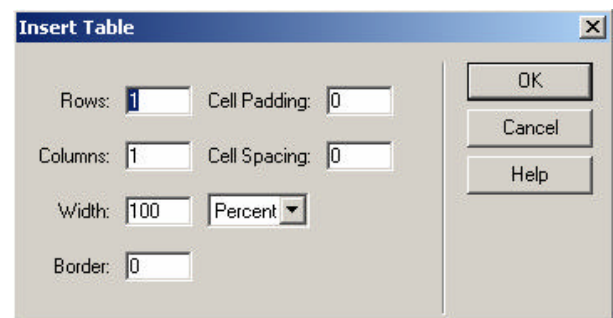 Insert Table
Rows: 1 Cell Padding: 0
Columns: 1 Cell Spacing: 0
Width: 100 Percent
Border: 0
OK
Cancel
Help